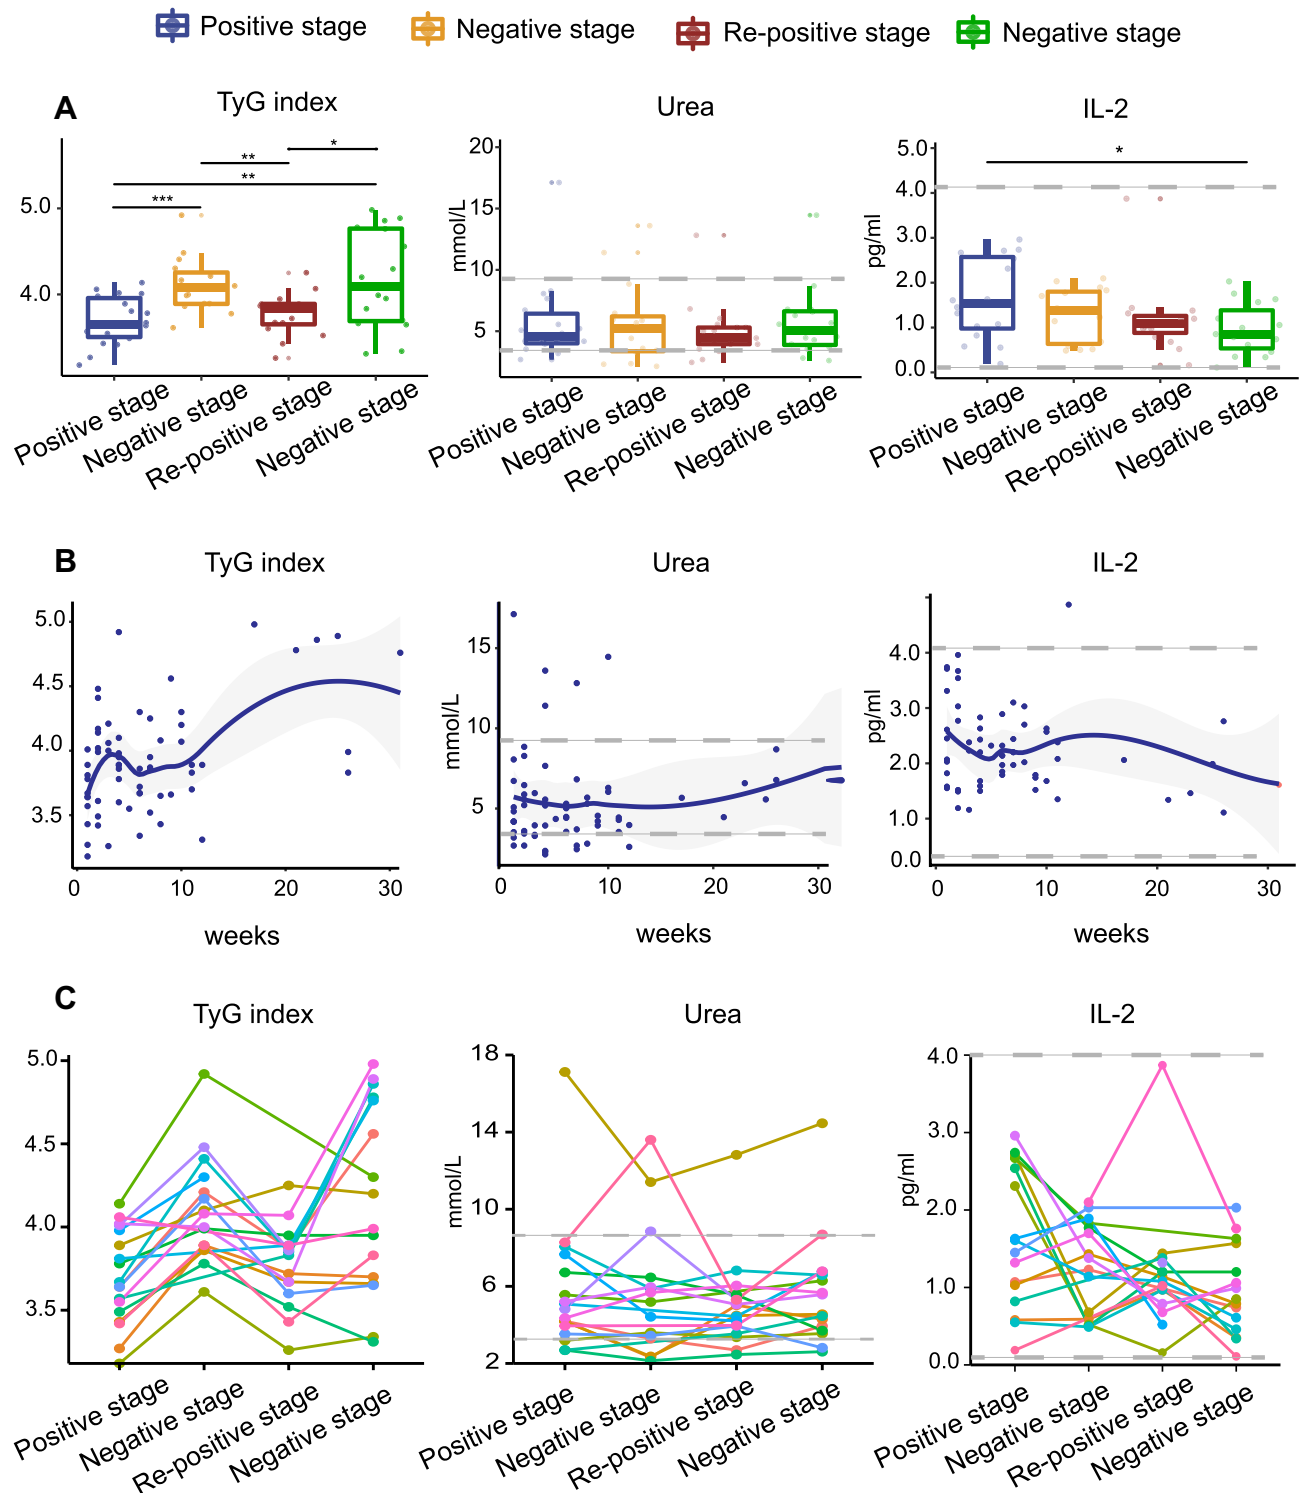 Positive stage Negative stage Re-positive stage Negative stage
A TyG index Urea IL-2
*** ** ** *
5.0
4.0
Positive stage Negative stage Re-positive stage Negative stage
mmol/L
20
15
10
5
Positive stage Negative stage Re-positive stage Negative stage
*
pg/ml
5.0
4.0
3.0
2.0
1.0
0.0
Positive stage Negative stage Re-positive stage Negative stage
B TyG index Urea IL-2
5.0
4.5
4.0
3.5
0 10 20 30
weeks
mmol/L
15
10
5
0 10 20 30
weeks
pg/ml
4.0
3.0
2.0
1.0
0.0
0 10 20 30
weeks
C TyG index Urea IL-2
5.0
4.5
4.0
3.5
Positive stage Negative stage Re-positive stage Negative stage
mmol/L
18
14
10
6
2
Positive stage Negative stage Re-positive stage Negative stage
pg/ml
4.0
3.0
2.0
1.0
0.0
Positive stage Negative stage Re-positive stage Negative stage